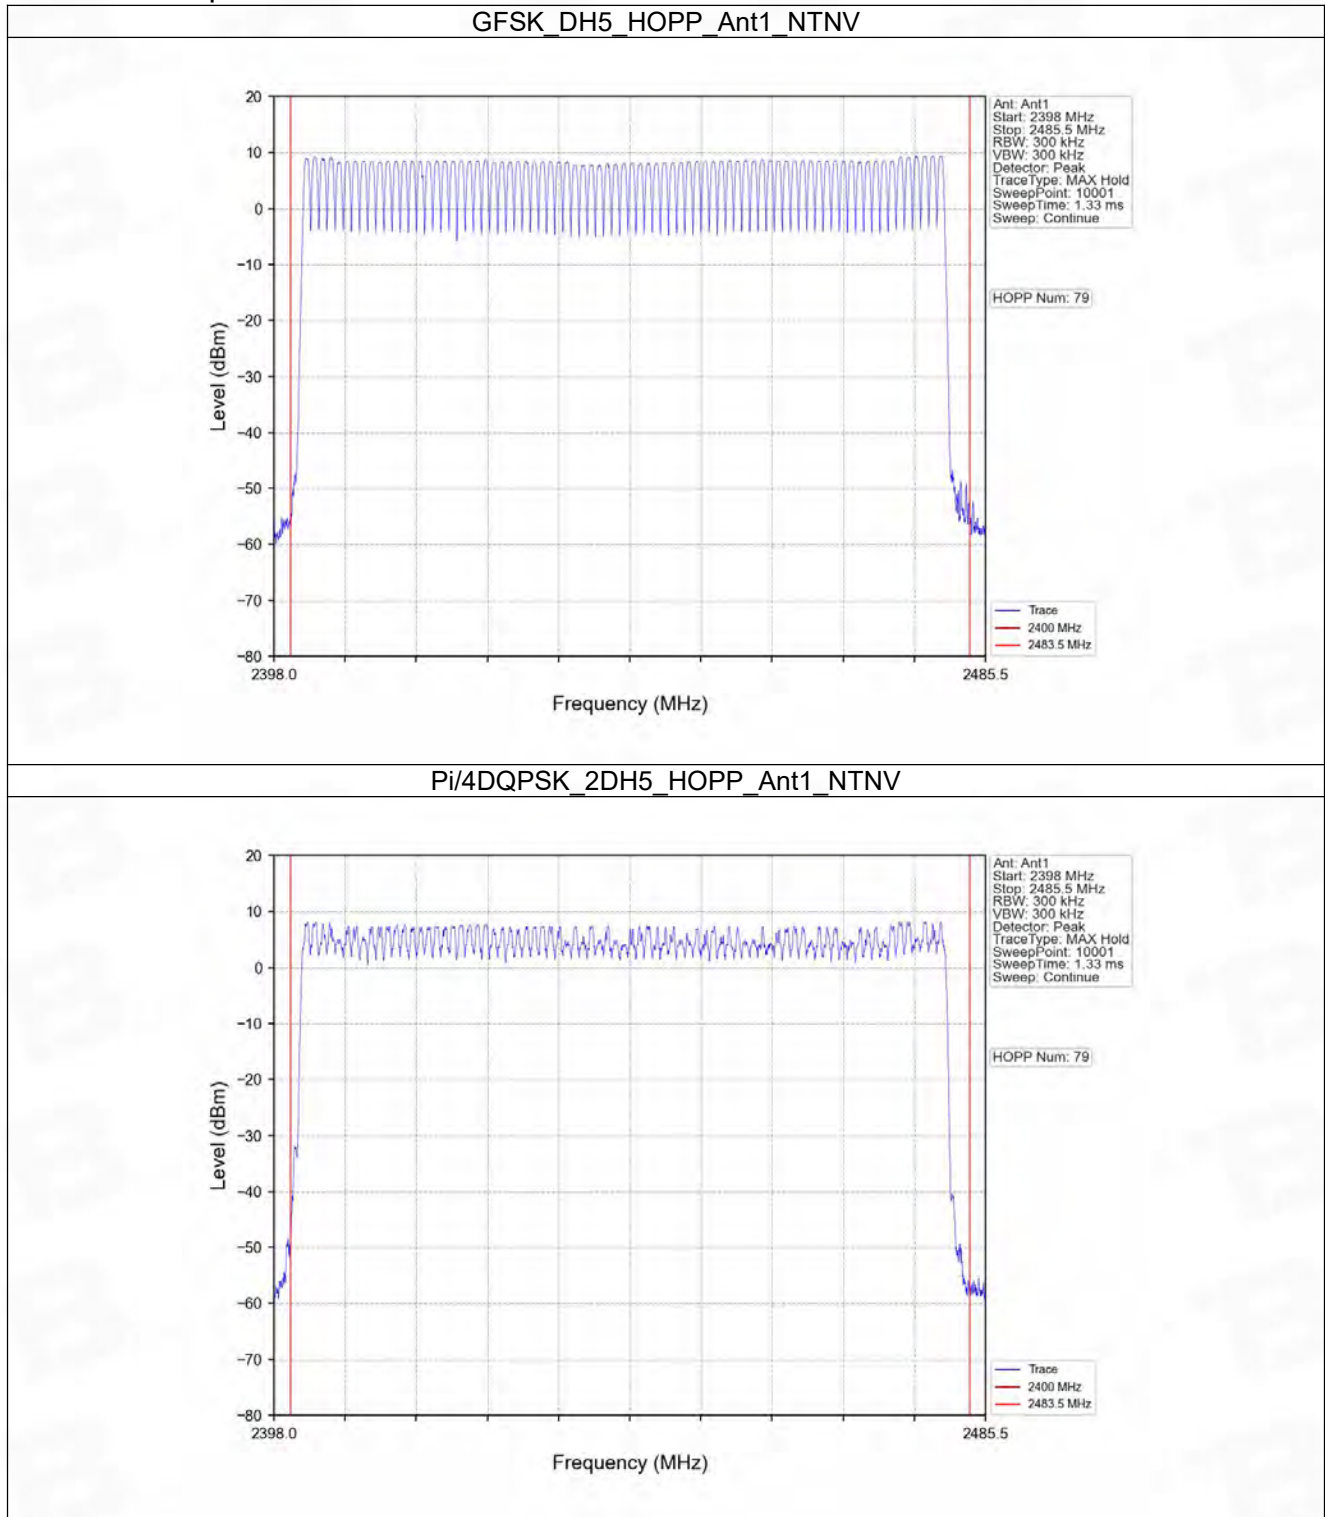 GFSK_DH5_HOPP_Ant1_NTNV
20
10
0
−10
−20
−30
−40
−50
−60
−70
−80
Level (dBm)
2398.0
2485.5
Frequency (MHz)
Ant: Ant1
Start: 2398 MHz
Stop: 2485.5 MHz
RBW: 300 kHz
VBW: 300 kHz
Detector: Peak
TraceType: MAX Hold
SweepPoint: 10001
SweepTime: 1.33 ms
Sweep: Continue
HOPP Num: 79
Trace
2400 MHz
2483.5 MHz
Pi/4DQPSK_2DH5_HOPP_Ant1_NTNV
20
10
0
−10
−20
−30
−40
−50
−60
−70
−80
Level (dBm)
2398.0
2485.5
Frequency (MHz)
Ant: Ant1
Start: 2398 MHz
Stop: 2485.5 MHz
RBW: 300 kHz
VBW: 300 kHz
Detector: Peak
TraceType: MAX Hold
SweepPoint: 10001
SweepTime: 1.33 ms
Sweep: Continue
HOPP Num: 79
Trace
2400 MHz
2483.5 MHz